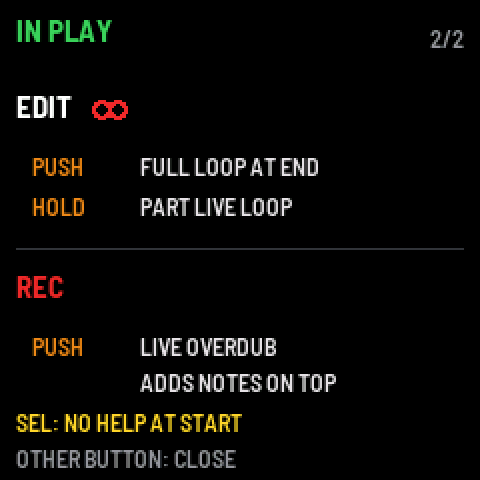 IN PLAY
2/2
EDIT
PUSH FULL LOOP AT END
HOLD PART LIVE LOOP
REC
PUSH LIVE OVERDUB
ADDS NOTES ON TOP
SEL: NO HELP AT START
OTHER BUTTON: CLOSE